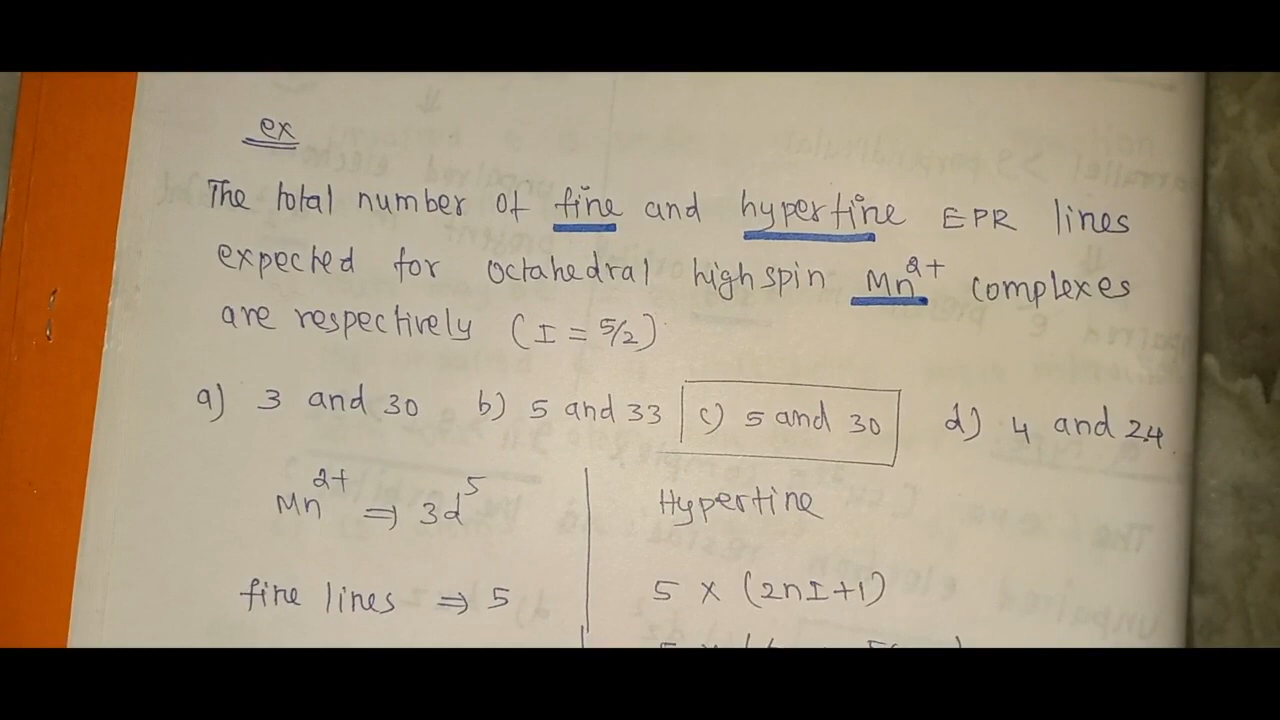 ex
The total number of fine and hyperfine EPR lines
expected for octahedral high spin Mn²⁺ complexes
are respectively (I = 5/2)
a) 3 and 30 b) 5 and 33 c) 5 and 30 d) 4 and 24
Mn²⁺ ⇒ 3d⁵
Hyperfine
fine lines ⇒ 5
5 × (2nI+1)